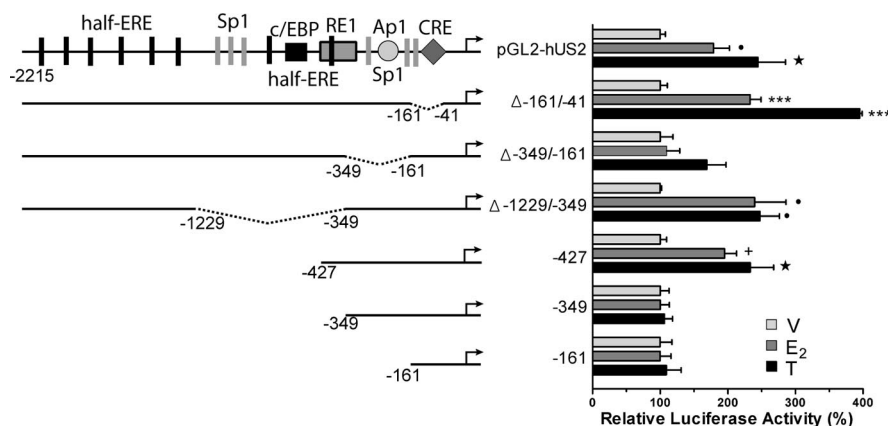 half-ERE Sp1 c/EBP RE1 Ap1 CRE
-2215 half-ERE Sp1
-161 -41
-349 -161
-1229 -349
-427
-349
-161
pGL2-hUS2
Δ-161/-41
Δ-349/-161
Δ-1229/-349
-427
-349
-161
•
★
***
***
•
•
+
★
V
E2
T
0 100 200 300 400
Relative Luciferase Activity (%)